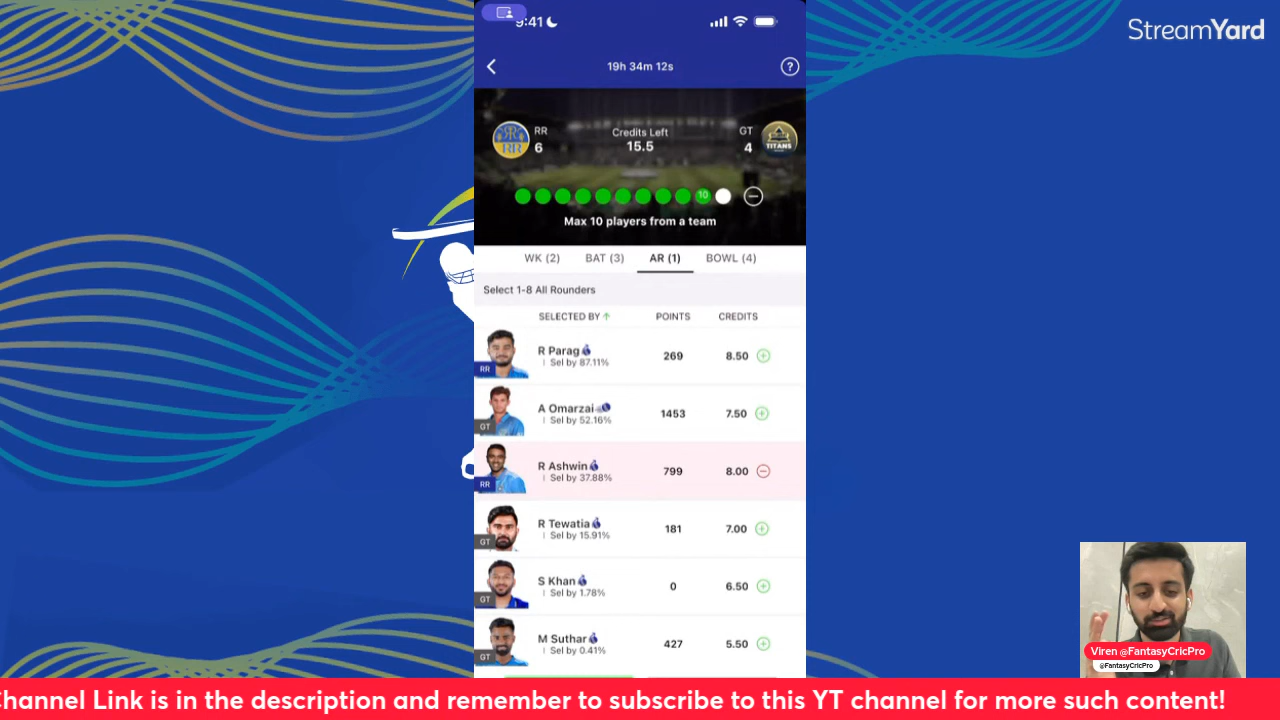 StreamYard
9:41
19h 34m 12s
?
RR
6
Credits Left
15.5
GT
4
RR
TITANS
10
Max 10 players from a team
WK (2)
BAT (3)
AR (1)
BOWL (4)
Select 1-8 All Rounders
SELECTED BY ↑
POINTS
CREDITS
R Parag
Sel by 87.11%
269
8.50
RR
A Omarzai
Sel by 52.16%
1453
7.50
GT
R Ashwin
Sel by 37.88%
799
8.00
RR
R Tewatia
Sel by 15.91%
181
7.00
GT
S Khan
Sel by 1.78%
0
6.50
GT
M Suthar
Sel by 0.41%
427
5.50
GT
Viren @FantasyCricPro
@FantasyCricPro
Channel Link is in the description and remember to subscribe to this YT channel for more such content!